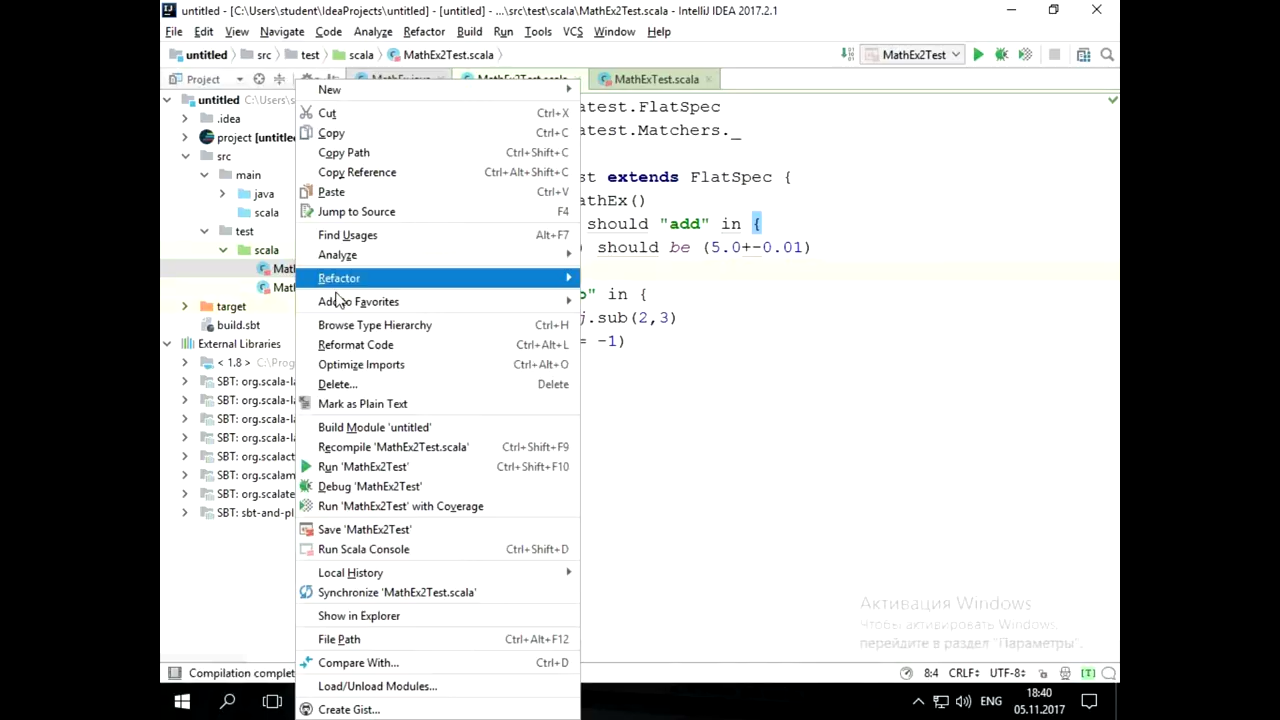 untitled - [C:\Users\student\IdeaProjects\untitled] - [untitled] - ...\src\test\scala\MathEx2Test.scala - IntelliJ IDEA 2017.2.1
File Edit View Navigate Code Analyze Refactor Build Run Tools VCS Window Help
untitled src test scala MathEx2Test.scala MathEx2Test
Project MathExTest.scala
untitled C:\Users\s
.idea
project [untitle
src
main
java
scala
test
scala
Mat
Mat
target
build.sbt
External Libraries
< 1.8 > C:\Prog
SBT: org.scala-la
SBT: org.scala-la
SBT: org.scala-la
SBT: org.scalact
SBT: org.scalam
SBT: org.scalate
SBT: sbt-and-pl
New
Cut Ctrl+X
Copy Ctrl+C
Copy Path Ctrl+Shift+C
Copy Reference Ctrl+Alt+Shift+C
Paste Ctrl+V
Jump to Source F4
Find Usages Alt+F7
Analyze
Refactor
Add to Favorites
Browse Type Hierarchy Ctrl+H
Reformat Code Ctrl+Alt+L
Optimize Imports Ctrl+Alt+O
Delete... Delete
Mark as Plain Text
Build Module 'untitled'
Recompile 'MathEx2Test.scala' Ctrl+Shift+F9
Run 'MathEx2Test' Ctrl+Shift+F10
Debug 'MathEx2Test'
Run 'MathEx2Test' with Coverage
Save 'MathEx2Test'
Run Scala Console Ctrl+Shift+D
Local History
Synchronize 'MathEx2Test.scala'
Show in Explorer
File Path Ctrl+Alt+F12
Compare With... Ctrl+D
Load/Unload Modules...
Create Gist...
atest.FlatSpec
atest.Matchers._
st extends FlatSpec {
athEx()
should "add" in {
) should be (5.0+-0.01)
b" in {
j.sub(2,3)
= -1)
Активация Windows
Чтобы активировать Windows,
перейдите в раздел "Параметры".
Compilation complete 8:4 CRLF÷ UTF-8÷ [T]
ENG 18:40
05.11.2017